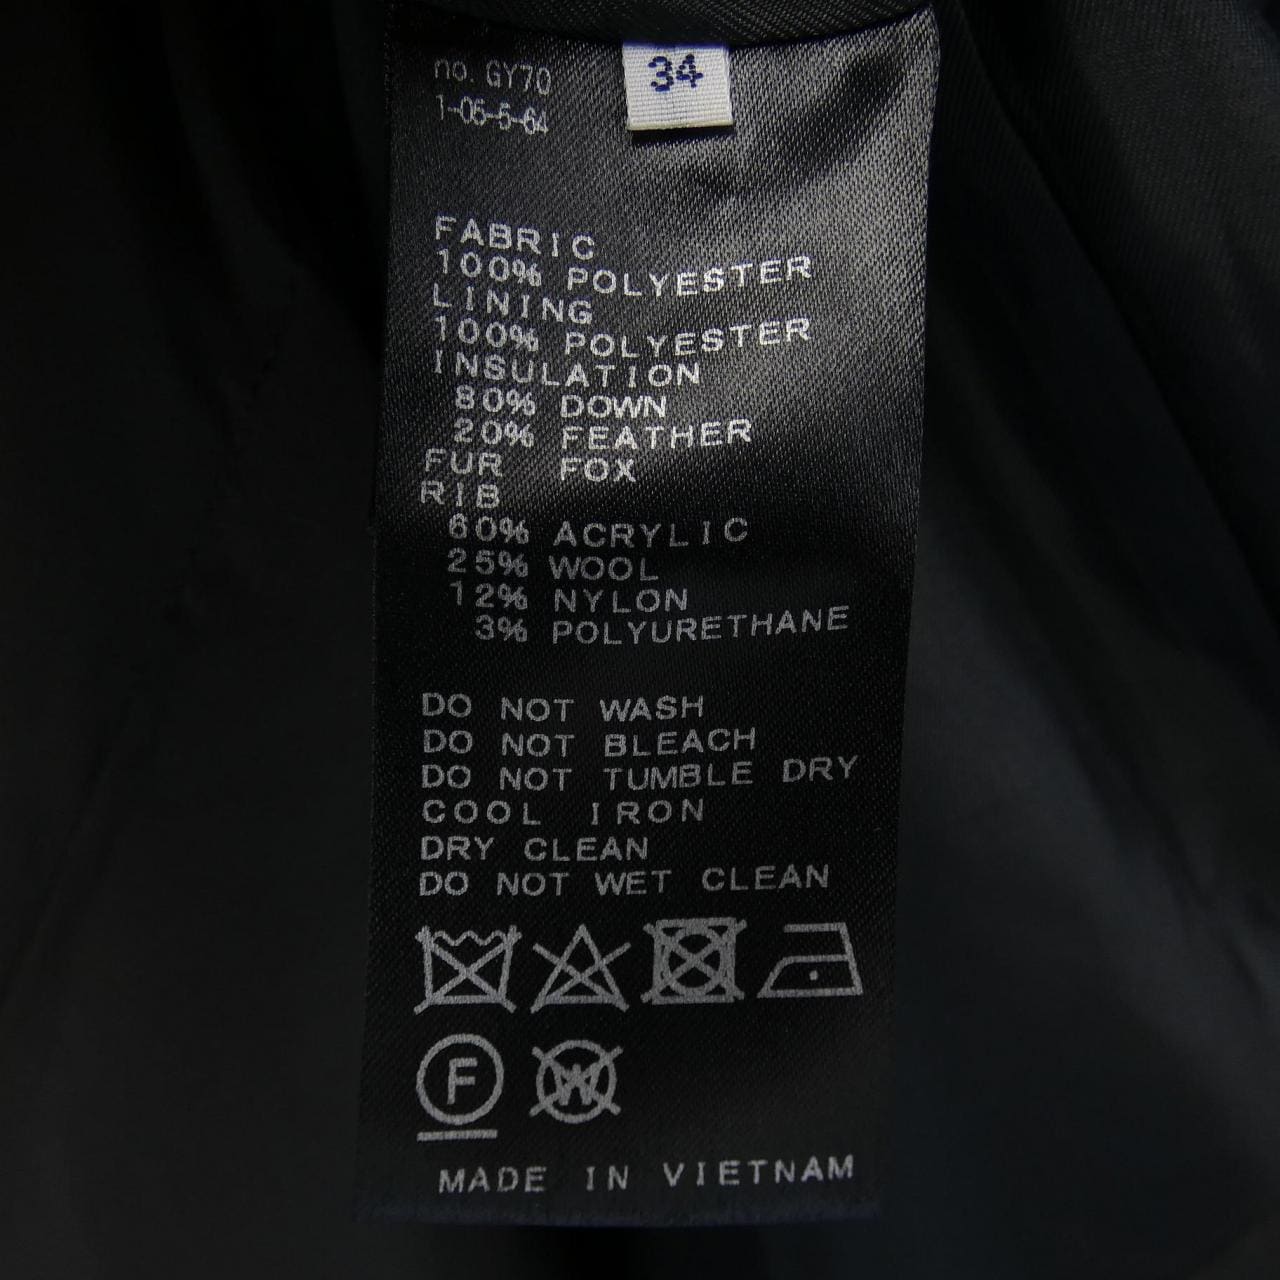 34
no. GY70
1-05-5-64
FABRIC
100% POLYESTER
LINING
100% POLYESTER
INSULATION
80% DOWN
20% FEATHER
FUR FOX
RIB
60% ACRYLIC
25% WOOL
12% NYLON
3% POLYURETHANE
DO NOT WASH
DO NOT BLEACH
DO NOT TUMBLE DRY
COOL IRON
DRY CLEAN
DO NOT WET CLEAN
F W
MADE IN VIETNAM